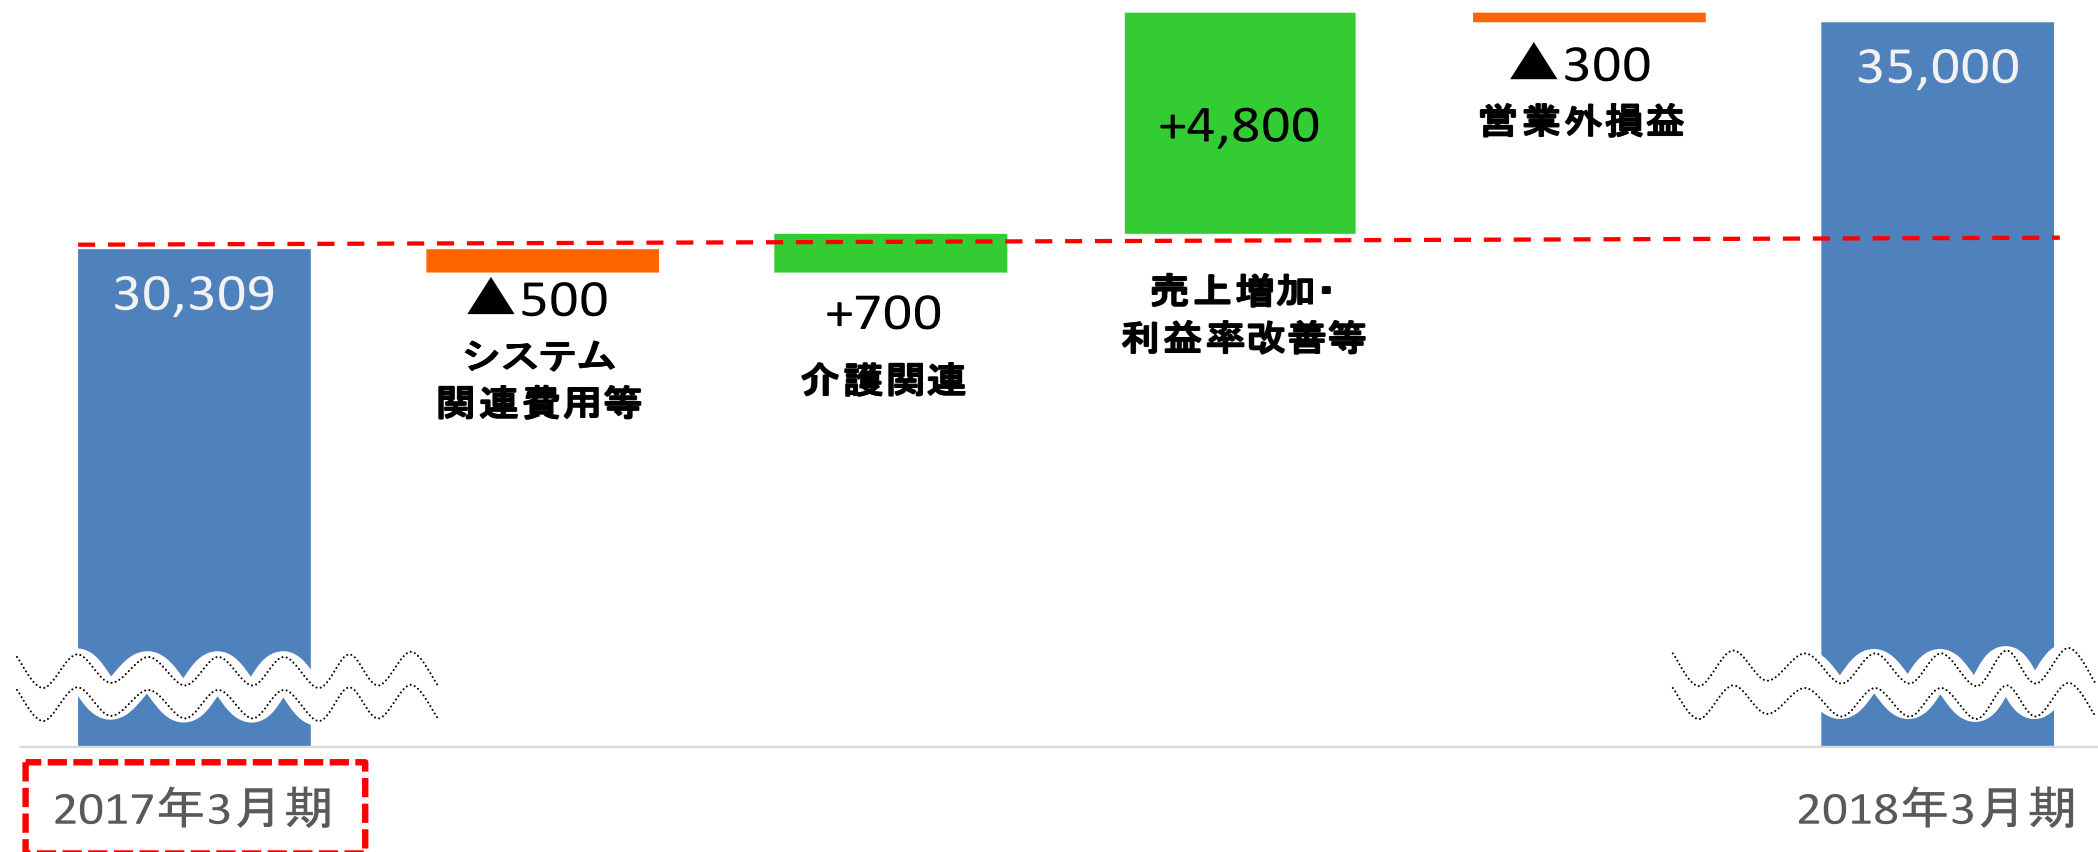 30,309
▲500
システム
関連費用等
+700
介護関連
+4,800
売上増加・
利益率改善等
▲300
営業外損益
35,000
2017年3月期
2018年3月期